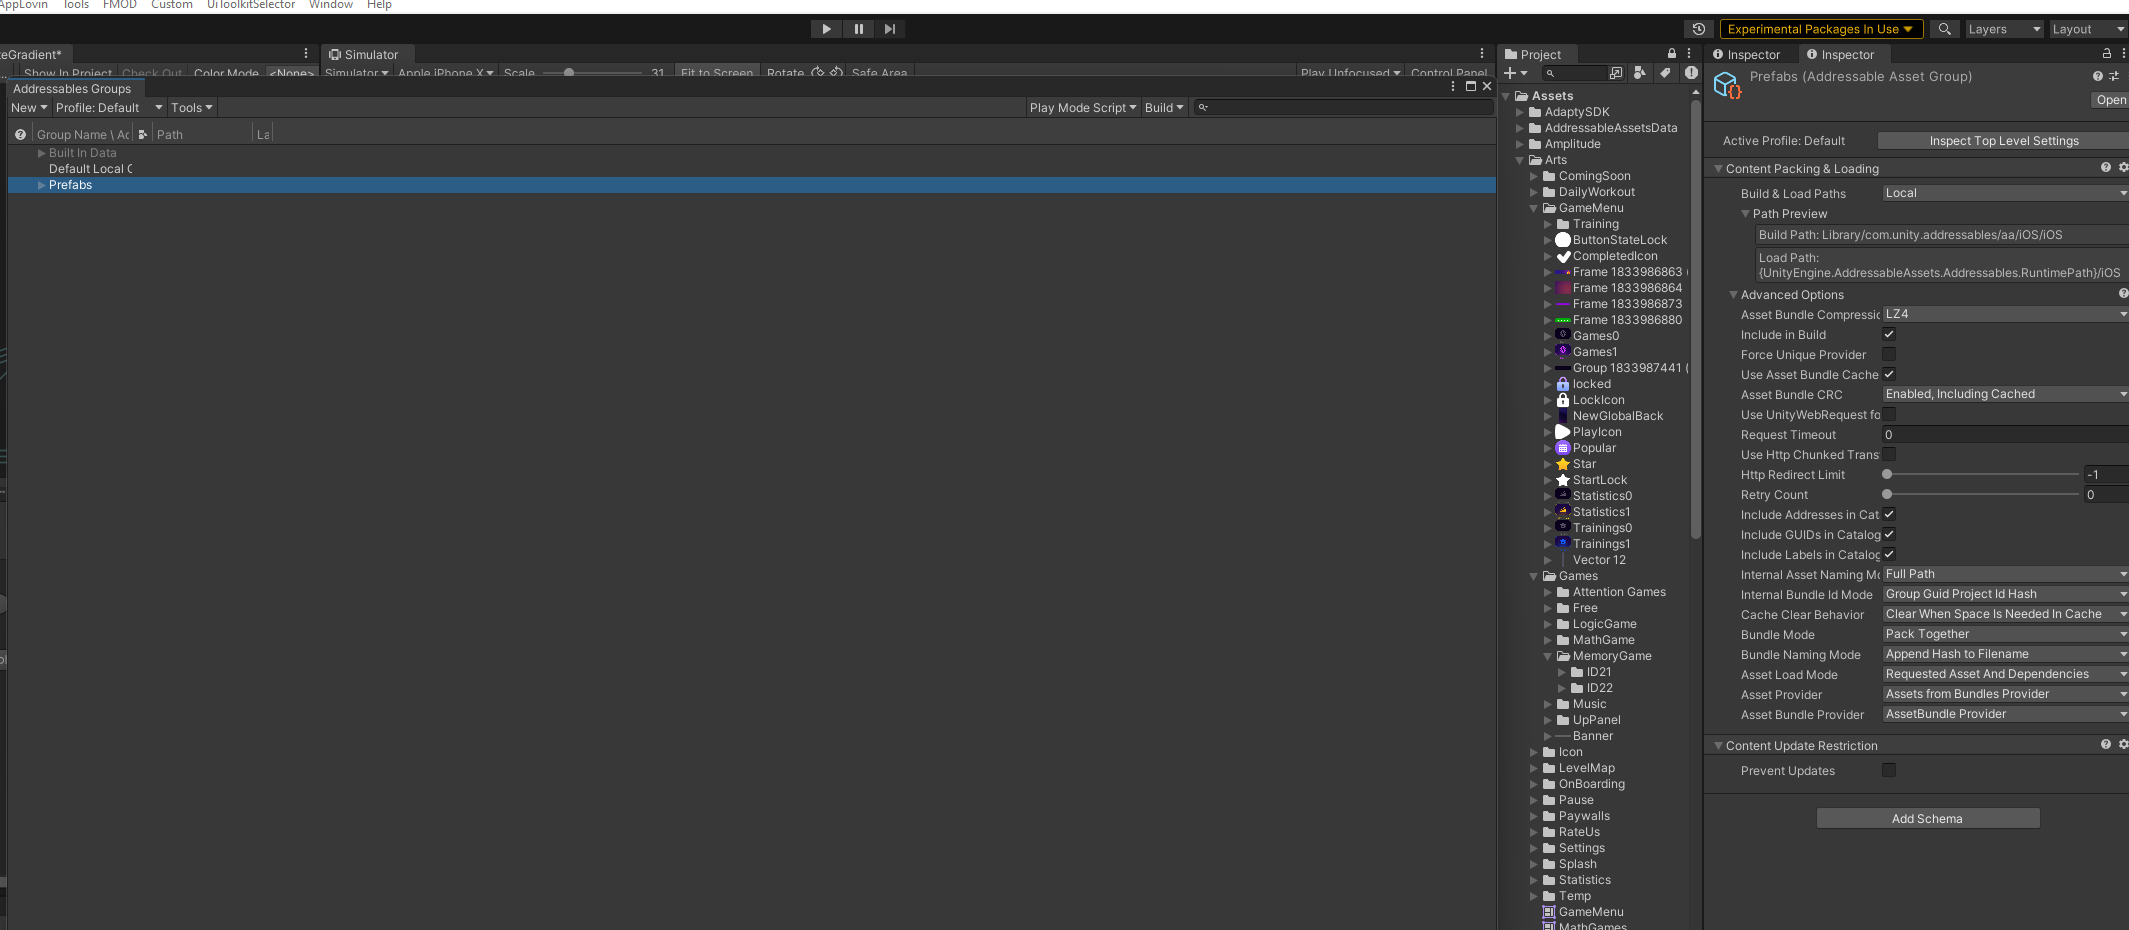 AppLovin Tools FMOD Custom UiToolkitSelector Window Help
Experimental Packages In Use Layers Layout
eGradient* Simulator Project Inspector Inspector
Show In Project Check Out Color Mode <None> Simulator Apple iPhone X Scale 31 Fit to Screen Rotate Safe Area Play Unfocused Control Panel
Addressables Groups
New Profile: Default Tools Play Mode Script Build
Group Name \ Ac Path La
Built In Data
Default Local C
Prefabs
Assets
AdaptySDK
AddressableAssetsData
Amplitude
Arts
ComingSoon
DailyWorkout
GameMenu
Training
ButtonStateLock
CompletedIcon
Frame 1833986863 (
Frame 1833986864
Frame 1833986873
Frame 1833986880
Games0
Games1
Group 1833987441 (
locked
LockIcon
NewGlobalBack
PlayIcon
Popular
Star
StartLock
Statistics0
Statistics1
Trainings0
Trainings1
Vector 12
Games
Attention Games
Free
LogicGame
MathGame
MemoryGame
ID21
ID22
Music
UpPanel
Banner
Icon
LevelMap
OnBoarding
Pause
Paywalls
RateUs
Settings
Splash
Statistics
Temp
GameMenu
MathGames
Prefabs (Addressable Asset Group)
Open
Active Profile: Default Inspect Top Level Settings
Content Packing & Loading
Build & Load Paths Local
Path Preview
Build Path: Library/com.unity.addressables/aa/iOS/iOS
Load Path:
{UnityEngine.AddressableAssets.Addressables.RuntimePath}/iOS
Advanced Options
Asset Bundle Compressic LZ4
Include in Build
Force Unique Provider
Use Asset Bundle Cache
Asset Bundle CRC Enabled, Including Cached
Use UnityWebRequest fo
Request Timeout 0
Use Http Chunked Trans
Http Redirect Limit -1
Retry Count 0
Include Addresses in Cat
Include GUIDs in Catalog
Include Labels in Catalog
Internal Asset Naming Mc Full Path
Internal Bundle Id Mode Group Guid Project Id Hash
Cache Clear Behavior Clear When Space Is Needed In Cache
Bundle Mode Pack Together
Bundle Naming Mode Append Hash to Filename
Asset Load Mode Requested Asset And Dependencies
Asset Provider Assets from Bundles Provider
Asset Bundle Provider AssetBundle Provider
Content Update Restriction
Prevent Updates
Add Schema